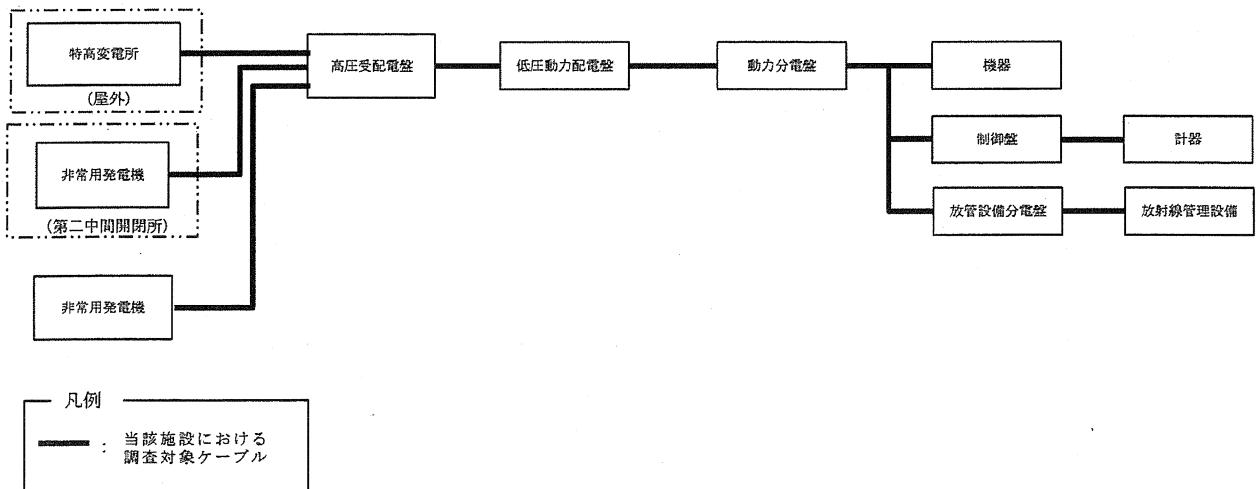 特高変電所
(屋外)
非常用発電機
(第二中間開閉所)
非常用発電機
高圧受配電盤
低圧動力配電盤
動力分電盤
機器
制御盤
計器
放管設備分電盤
放射線管理設備
凡例
: 当該施設における
調査対象ケーブル